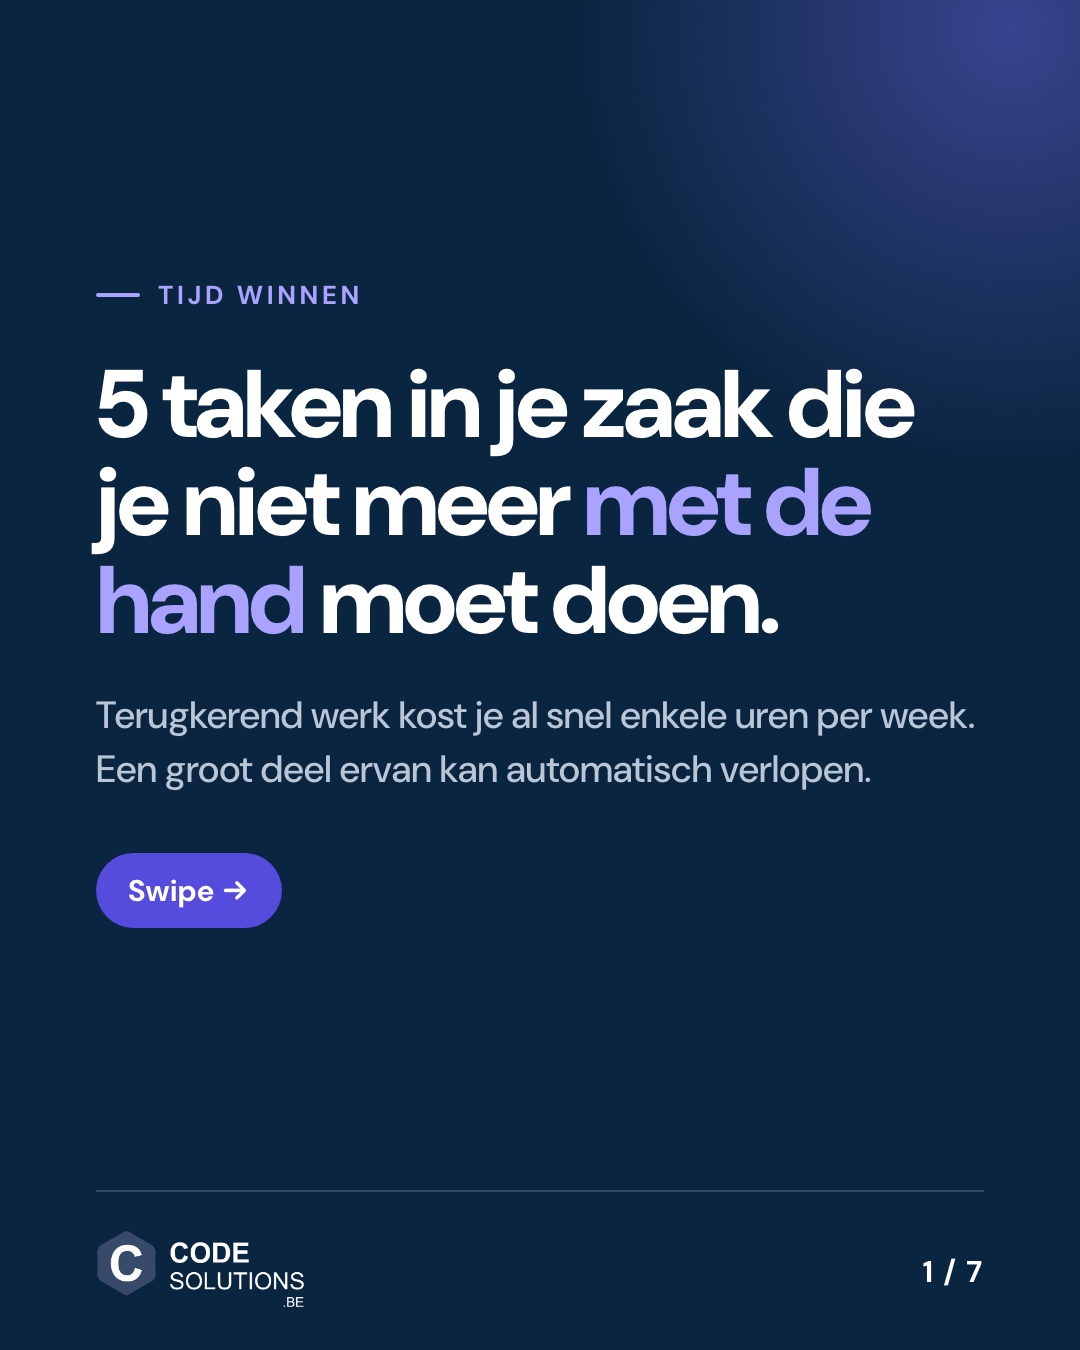 TIJD WINNEN
5 taken in je zaak die
je niet meer met de
hand moet doen.
Terugkerend werk kost je al snel enkele uren per week.
Een groot deel ervan kan automatisch verlopen.
Swipe →
C CODE
SOLUTIONS
.BE
1 / 7